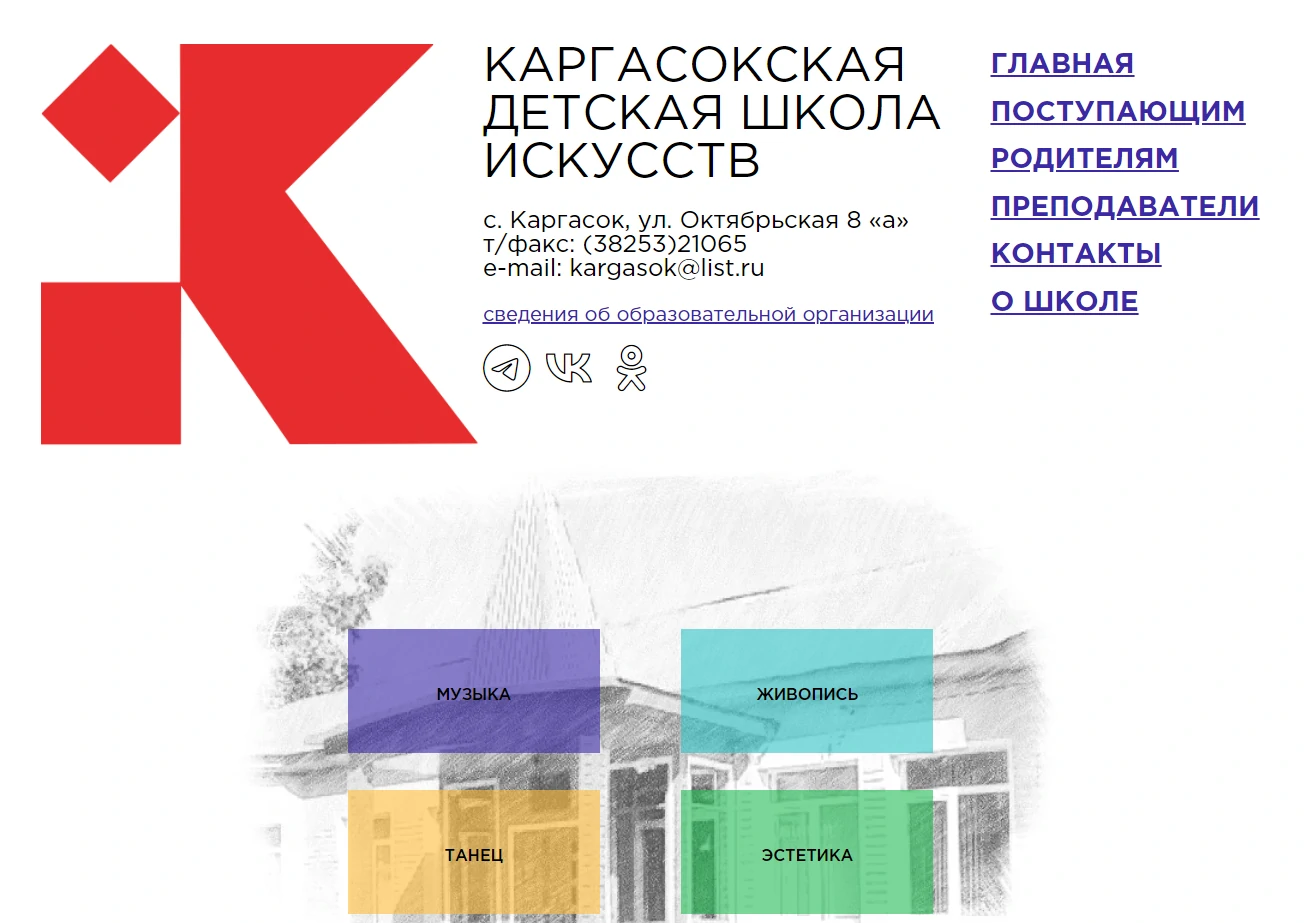 КАРГАСОКСКАЯ
ДЕТСКАЯ ШКОЛА
ИСКУССТВ
с. Каргасок, ул. Октябрьская 8 «а»
т/факс: (38253)21065
e-mail: kargasok@list.ru
сведения об образовательной организации
ГЛАВНАЯ
ПОСТУПАЮЩИМ
РОДИТЕЛЯМ
ПРЕПОДАВАТЕЛИ
КОНТАКТЫ
О ШКОЛЕ
МУЗЫКА
ЖИВОПИСЬ
ТАНЕЦ
ЭСТЕТИКА